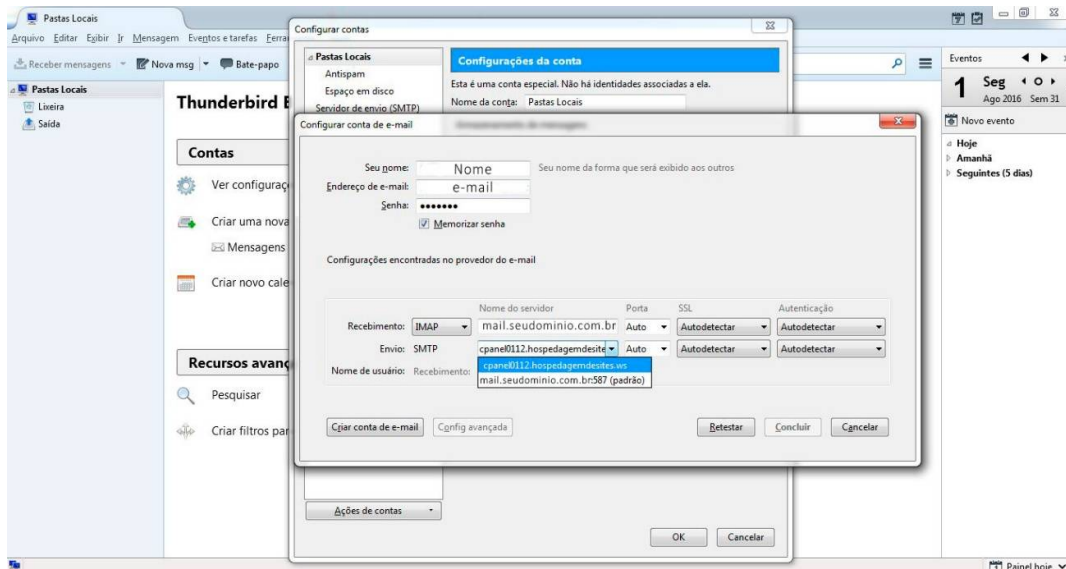 Pastas Locais
Arquivo Editar Exibir Ir Mensagem Eventos e tarefas Ferra
Receber mensagens Nova msg Bate-papo
Pastas Locais
Lixeira
Saída
Thunderbird E
Contas
Ver configuraç
Criar uma nova
Mensagens
Criar novo cale
Recursos avanç
Pesquisar
Criar filtros par
Configurar contas
Pastas Locais
Antispam
Espaço em disco
Servidor de envio (SMTP)
Configurações da conta
Esta é uma conta especial. Não há identidades associadas a ela.
Nome da conta: Pastas Locais
Configurar conta de e-mail
Armazenamento de mensagens
Seu nome: Nome Seu nome da forma que será exibido aos outros
Endereço de e-mail: e-mail
Senha: •••••••
Memorizar senha
Configurações encontradas no provedor do e-mail
Nome do servidor Porta SSL Autenticação
Recebimento: IMAP mail.seudominio.com.br Auto Autodetectar Autodetectar
Envio: SMTP cpanel0112.hospedagemdesite Auto Autodetectar Autodetectar
cpanel0112.hospedagemdesites.ws
Nome de usuário: Recebimento:
mail.seudominio.com.br:587 (padrão)
Criar conta de e-mail Config avançada Retestar Concluir Cancelar
Ações de contas
OK Cancelar
Eventos
1 Seg
Ago 2016 Sem 31
Novo evento
Hoje
Amanhã
Seguintes (5 dias)
Painel hoje